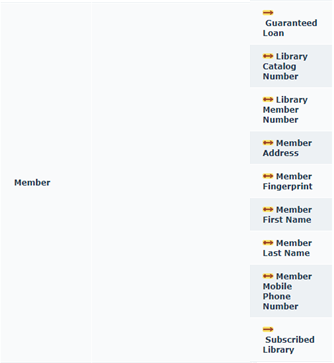 Guaranteed
Loan
Library
Catalog
Number
Library
Member
Number
Member
Address
Member
Member
Fingerprint
Member
First Name
Member
Last Name
Member
Mobile
Phone
Number
Subscribed
Library